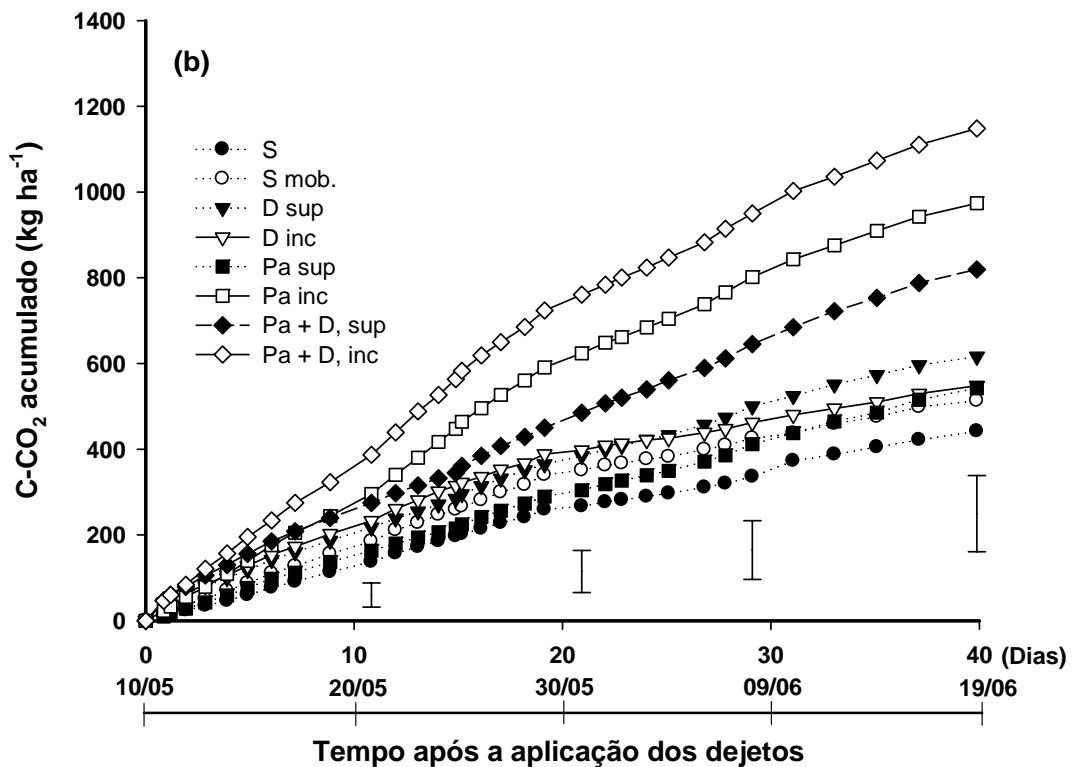 1400
(b)
1200
1000
800
600
400
200
0
C-CO₂ acumulado (kg ha⁻¹)
S
S mob.
D sup
D inc
Pa sup
Pa inc
Pa + D, sup
Pa + D, inc
0 10 20 30 40 (Dias)
10/05 20/05 30/05 09/06 19/06
Tempo após a aplicação dos dejetos